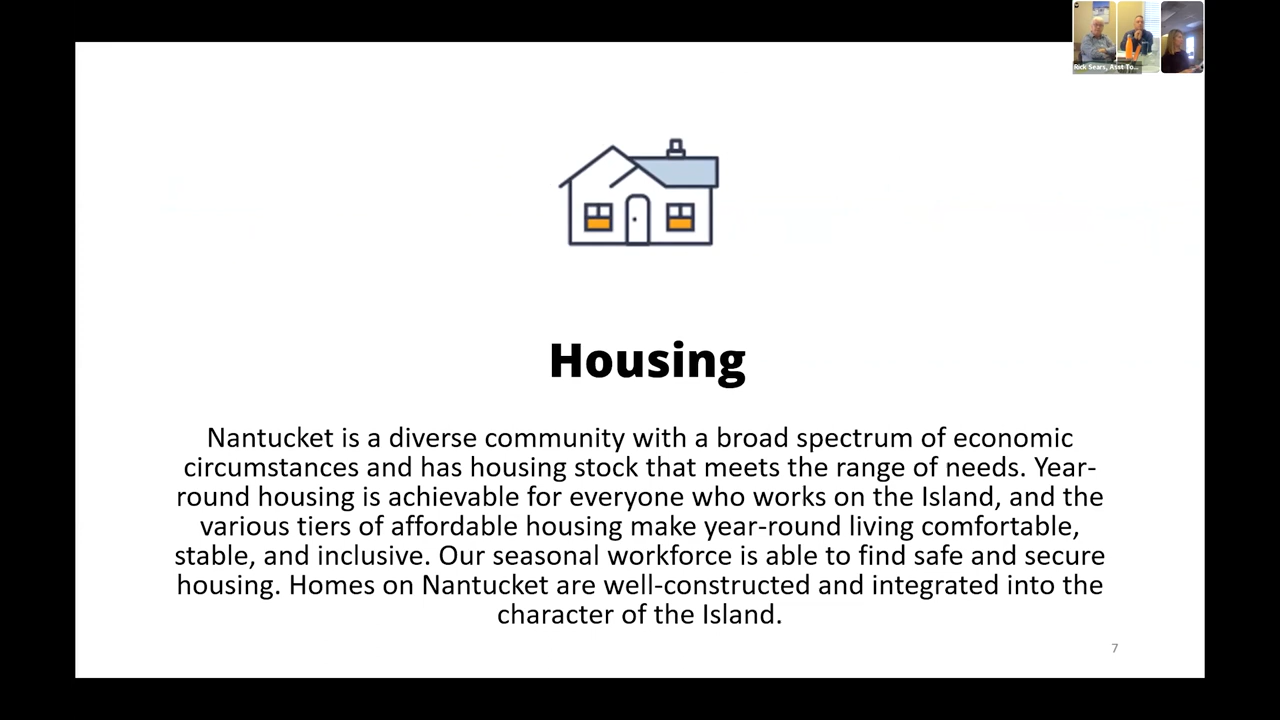 Rick Sears, Asst To...
Housing
Nantucket is a diverse community with a broad spectrum of economic
circumstances and has housing stock that meets the range of needs. Year-
round housing is achievable for everyone who works on the Island, and the
various tiers of affordable housing make year-round living comfortable,
stable, and inclusive. Our seasonal workforce is able to find safe and secure
housing. Homes on Nantucket are well-constructed and integrated into the
character of the Island.
7